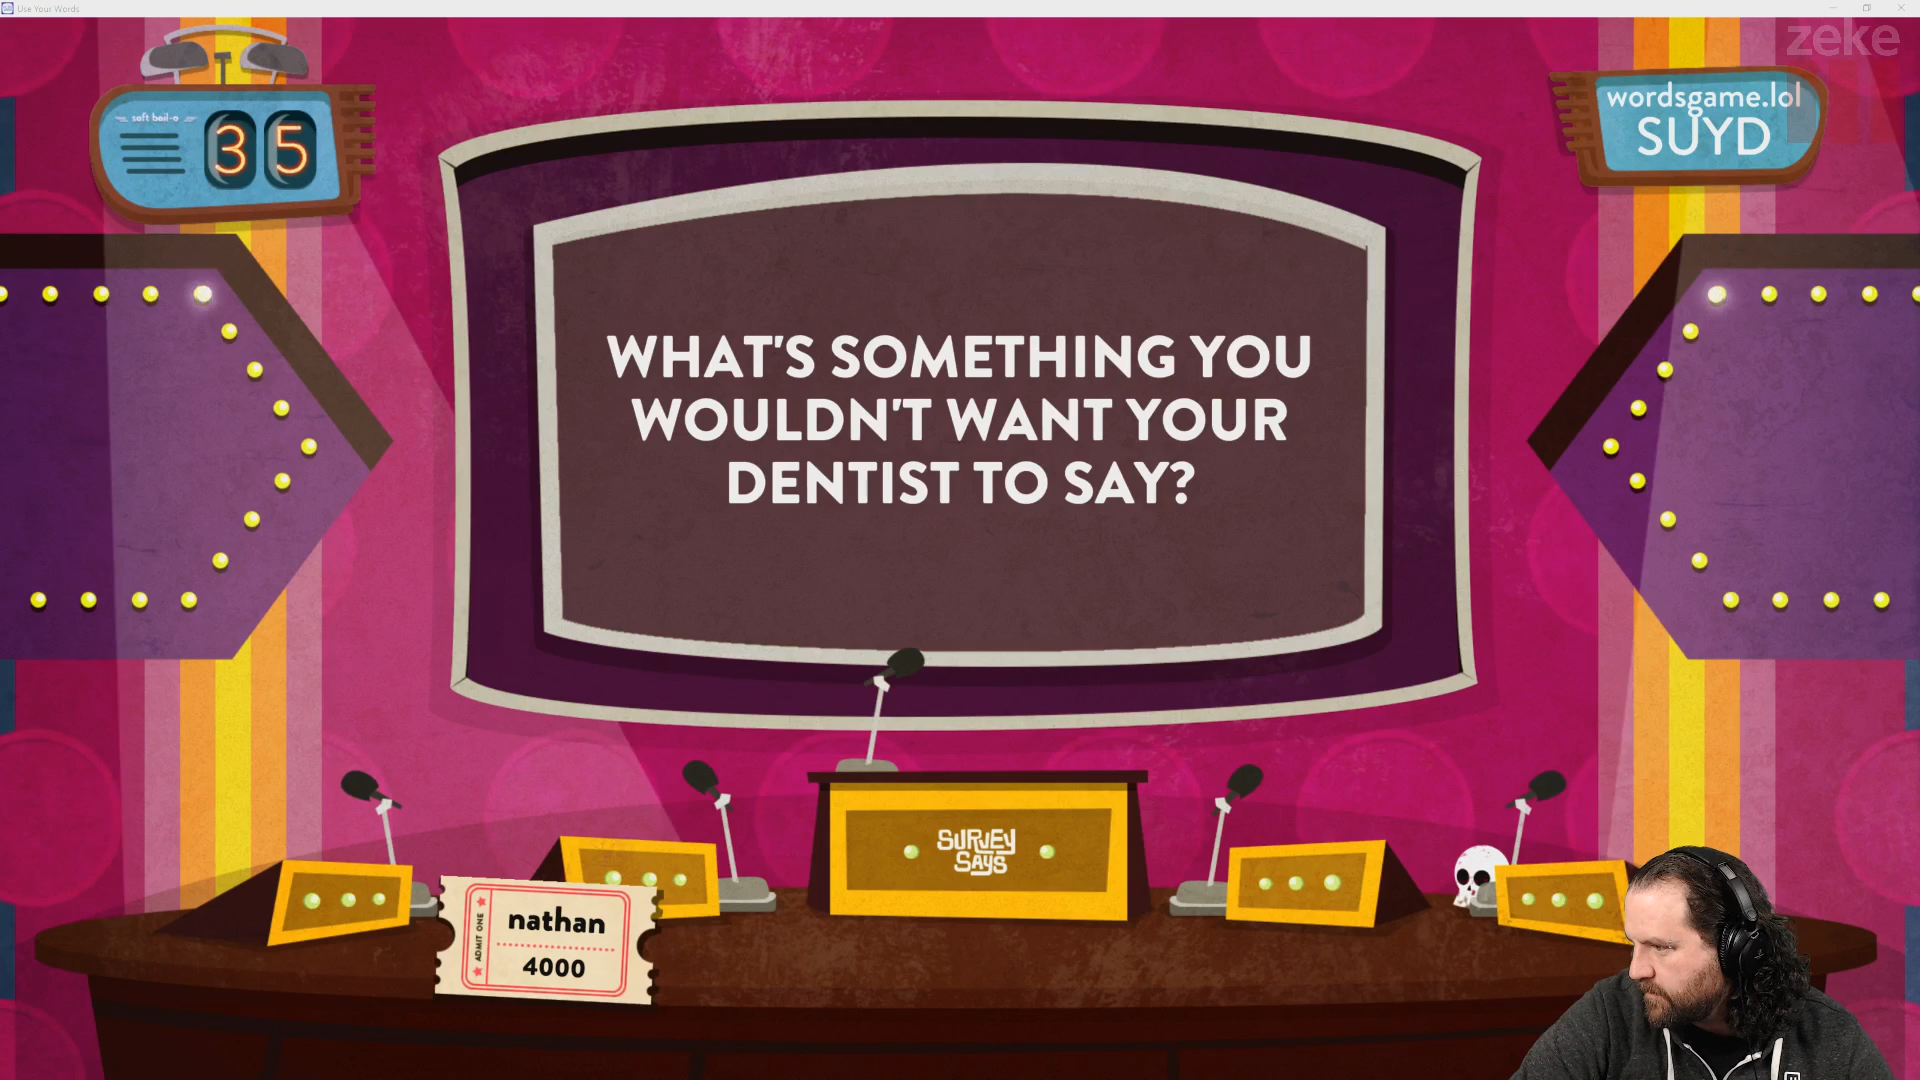 Use Your Words
zeke
soft boil-o
35
wordsgame.lol
SUYD
WHAT'S SOMETHING YOU
WOULDN'T WANT YOUR
DENTIST TO SAY?
SURVEY
SAYS
ADMIT ONE
nathan
4000